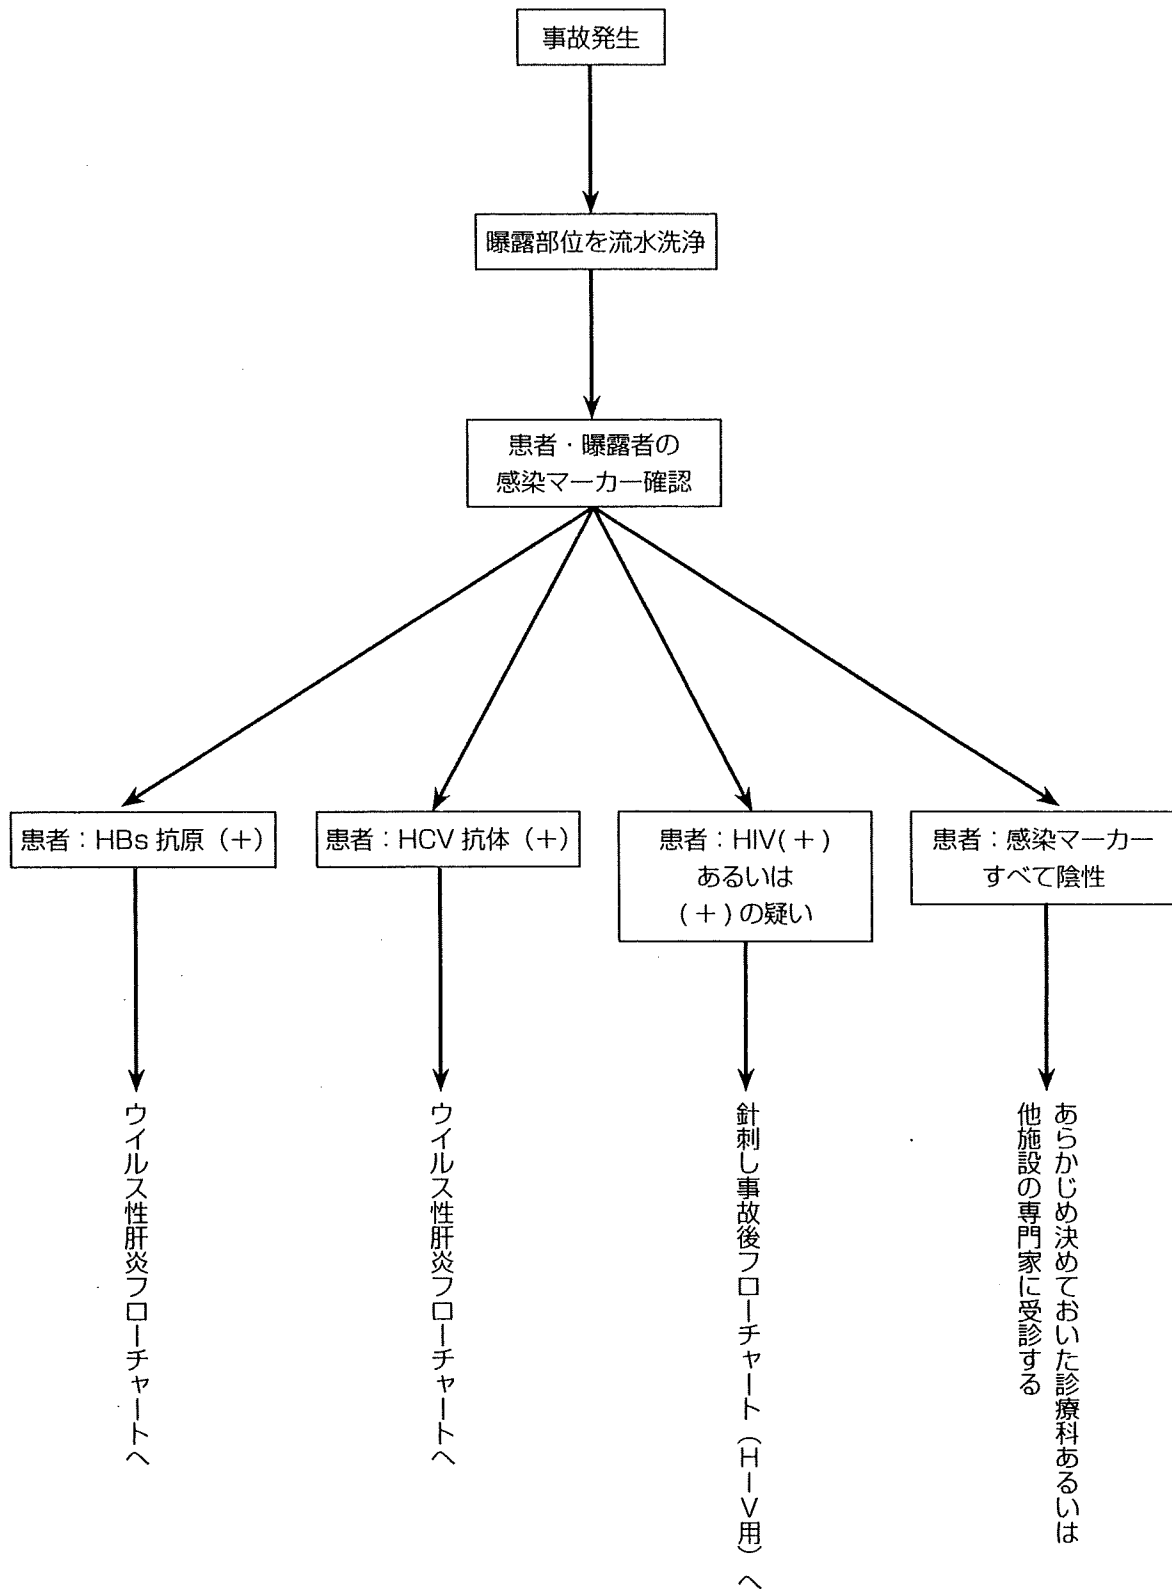 事故発生
曝露部位を流水洗浄
患者・曝露者の
感染マーカー確認
患者：HBs 抗原（＋）
患者：HCV 抗体（＋）
患者：HIV(＋)
あるいは
(＋)の疑い
患者：感染マーカー
すべて陰性
ウイルス性肝炎フローチャートへ
ウイルス性肝炎フローチャートへ
針刺し事故後フローチャート（HIV用）へ
あらかじめ決めておいた診療科あるいは
他施設の専門家に受診する